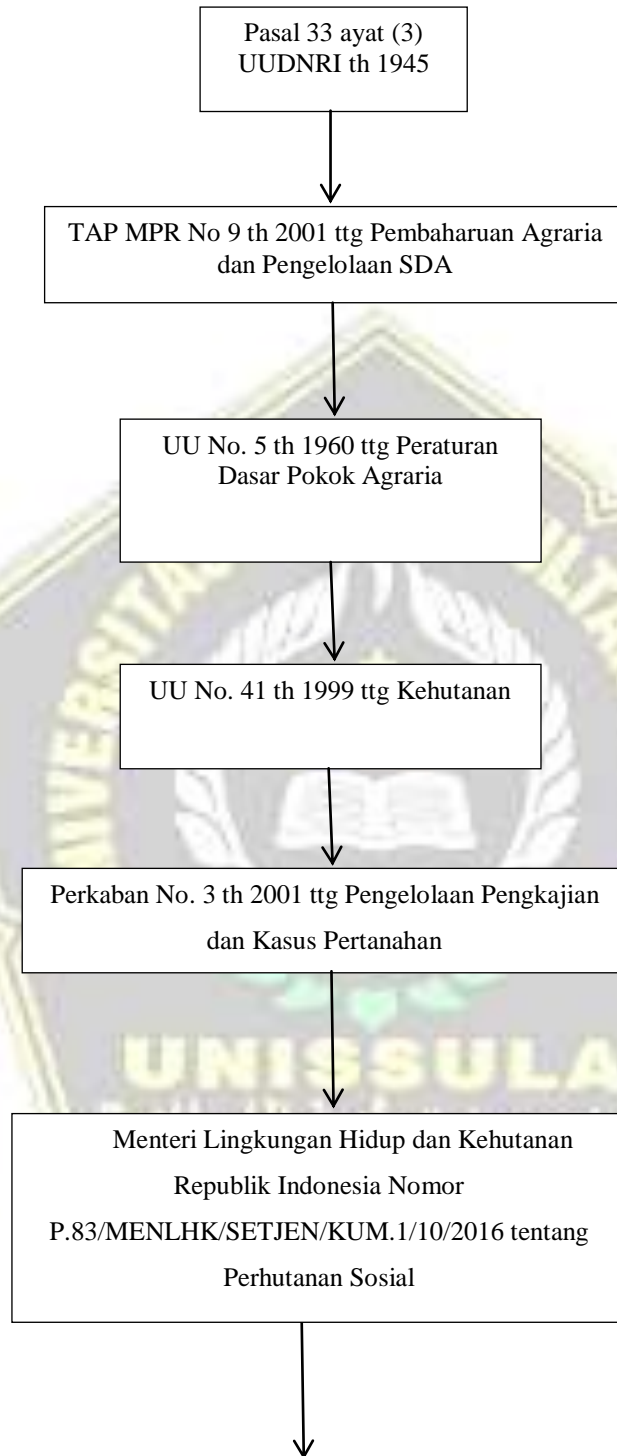 Pasal 33 ayat (3)
UUDNRI th 1945
TAP MPR No 9 th 2001 ttg Pembaharuan Agraria
dan Pengelolaan SDA
UU No. 5 th 1960 ttg Peraturan
Dasar Pokok Agraria
UU No. 41 th 1999 ttg Kehutanan
Perkaban No. 3 th 2001 ttg Pengelolaan Pengkajian
dan Kasus Pertanahan
UNISSULA
Menteri Lingkungan Hidup dan Kehutanan
Republik Indonesia Nomor
P.83/MENLHK/SETJEN/KUM.1/10/2016 tentang
Perhutanan Sosial